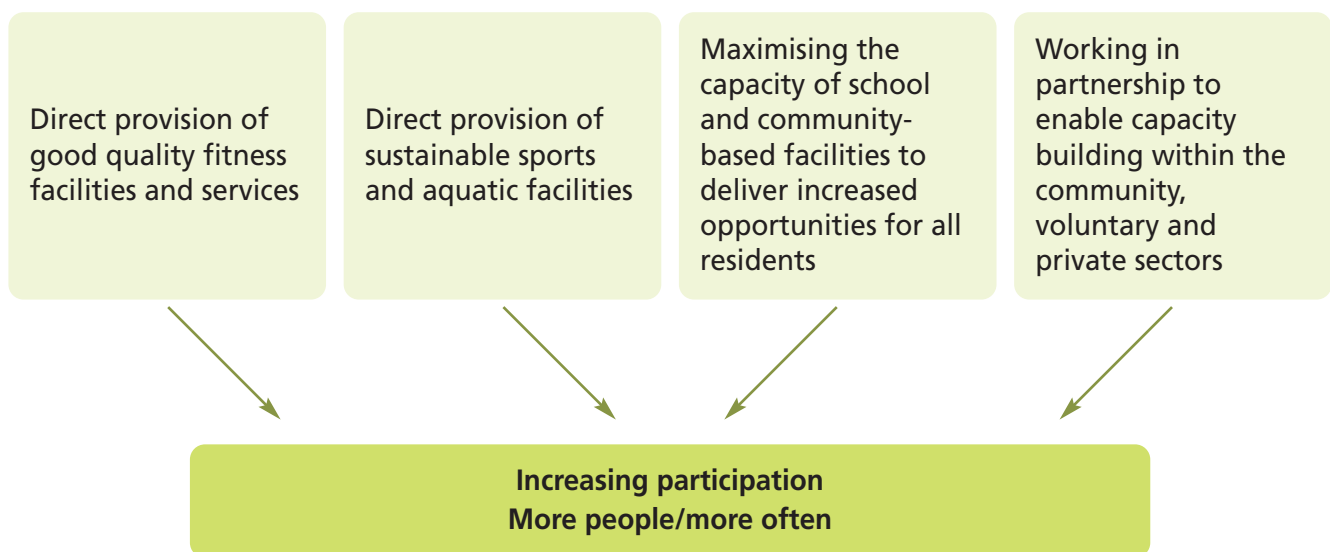 Direct provision of
good quality fitness
facilities and services
Direct provision of
sustainable sports
and aquatic facilities
Maximising the
capacity of school
and community-
based facilities to
deliver increased
opportunities for all
residents
Working in
partnership to
enable capacity
building within the
community,
voluntary and
private sectors
Increasing participation
More people/more often